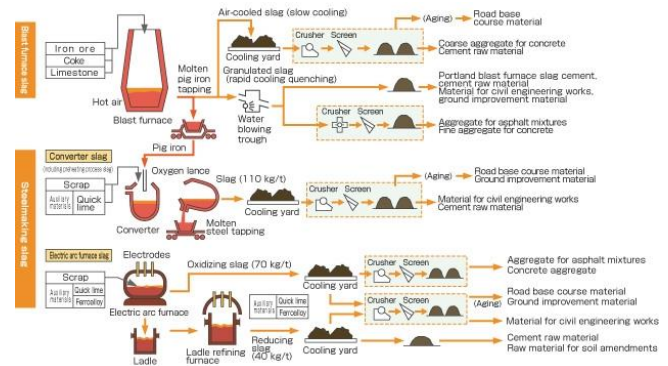 Blast furnace slag
Iron ore
Coke
Limestone
Hot air
Blast furnace
Molten
pig iron
tapping
Air-cooled slag (slow cooling)
Cooling yard
Crusher Screen
(Aging)
Road base
course material
Coarse aggregate for concrete
Cement raw material
Granulated slag
(rapid cooling quenching)
Water
blowing
trough
Portland blast furnace slag cement,
cement raw material
Material for civil engineering works,
ground improvement material
Crusher Screen
Aggregate for asphalt mixtures
Fine aggregate for concrete
Pig iron
Steelmaking slag
Converter slag
(Including preheating process slag)
Scrap
Auxiliary
materials
Quick
lime
Oxygen lance
Converter
Slag (110 kg/t)
Molten
steel tapping
Cooling yard
Crusher Screen
(Aging)
Road base course material
Ground improvement material
Material for civil engineering works
Cement raw material
Electric arc furnace slag
Scrap
Auxiliary
materials
Quick lime
Ferroalloy
Electrodes
Electric arc furnace
Ladle
Oxidizing slag (70 kg/t)
Cooling yard
Crusher Screen
Aggregate for asphalt mixtures
Concrete aggregate
Auxiliary
materials
Quick lime
Ferroalloy
Ladle refining
furnace
Reducing
slag
(40 kg/t)
Cooling yard
Crusher Screen
(Aging)
Road base course material
Ground improvement material
Material for civil engineering works
Cement raw material
Raw material for soil amendments